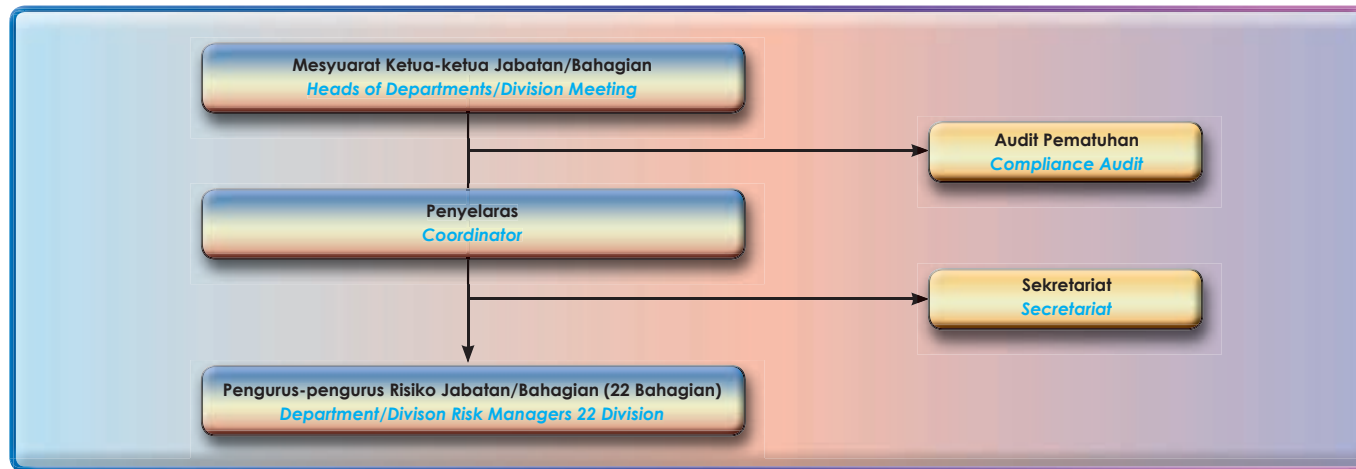 Mesyuarat Ketua-ketua Jabatan/Bahagian
Heads of Departments/Division Meeting
Audit Pematuhan
Compliance Audit
Penyelaras
Coordinator
Sekretariat
Secretariat
Pengurus-pengurus Risiko Jabatan/Bahagian (22 Bahagian)
Department/Divison Risk Managers 22 Division